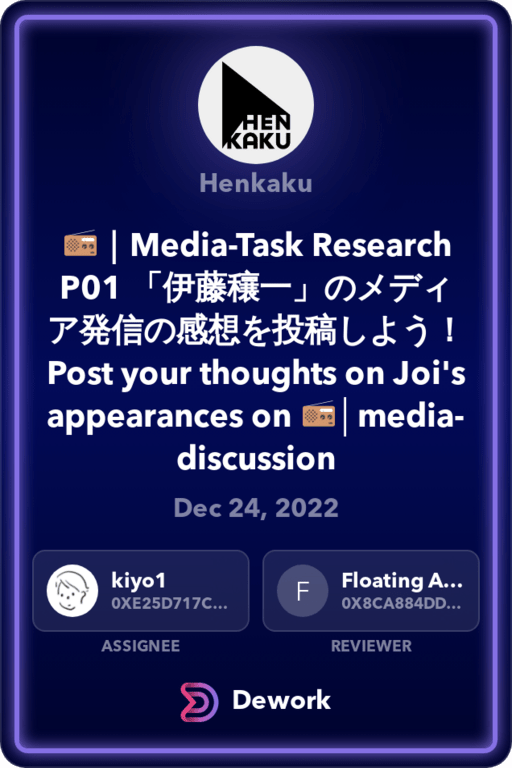 HEN
KAKU
Henkaku
📻｜Media-Task Research
P01 「伊藤穰一」のメディ
ア発信の感想を投稿しよう！
Post your thoughts on Joi's
appearances on 📻│media-
discussion
Dec 24, 2022
kiyo1
0XE25D717C...
ASSIGNEE
F
Floating A...
0X8CA884DD...
REVIEWER
Dework